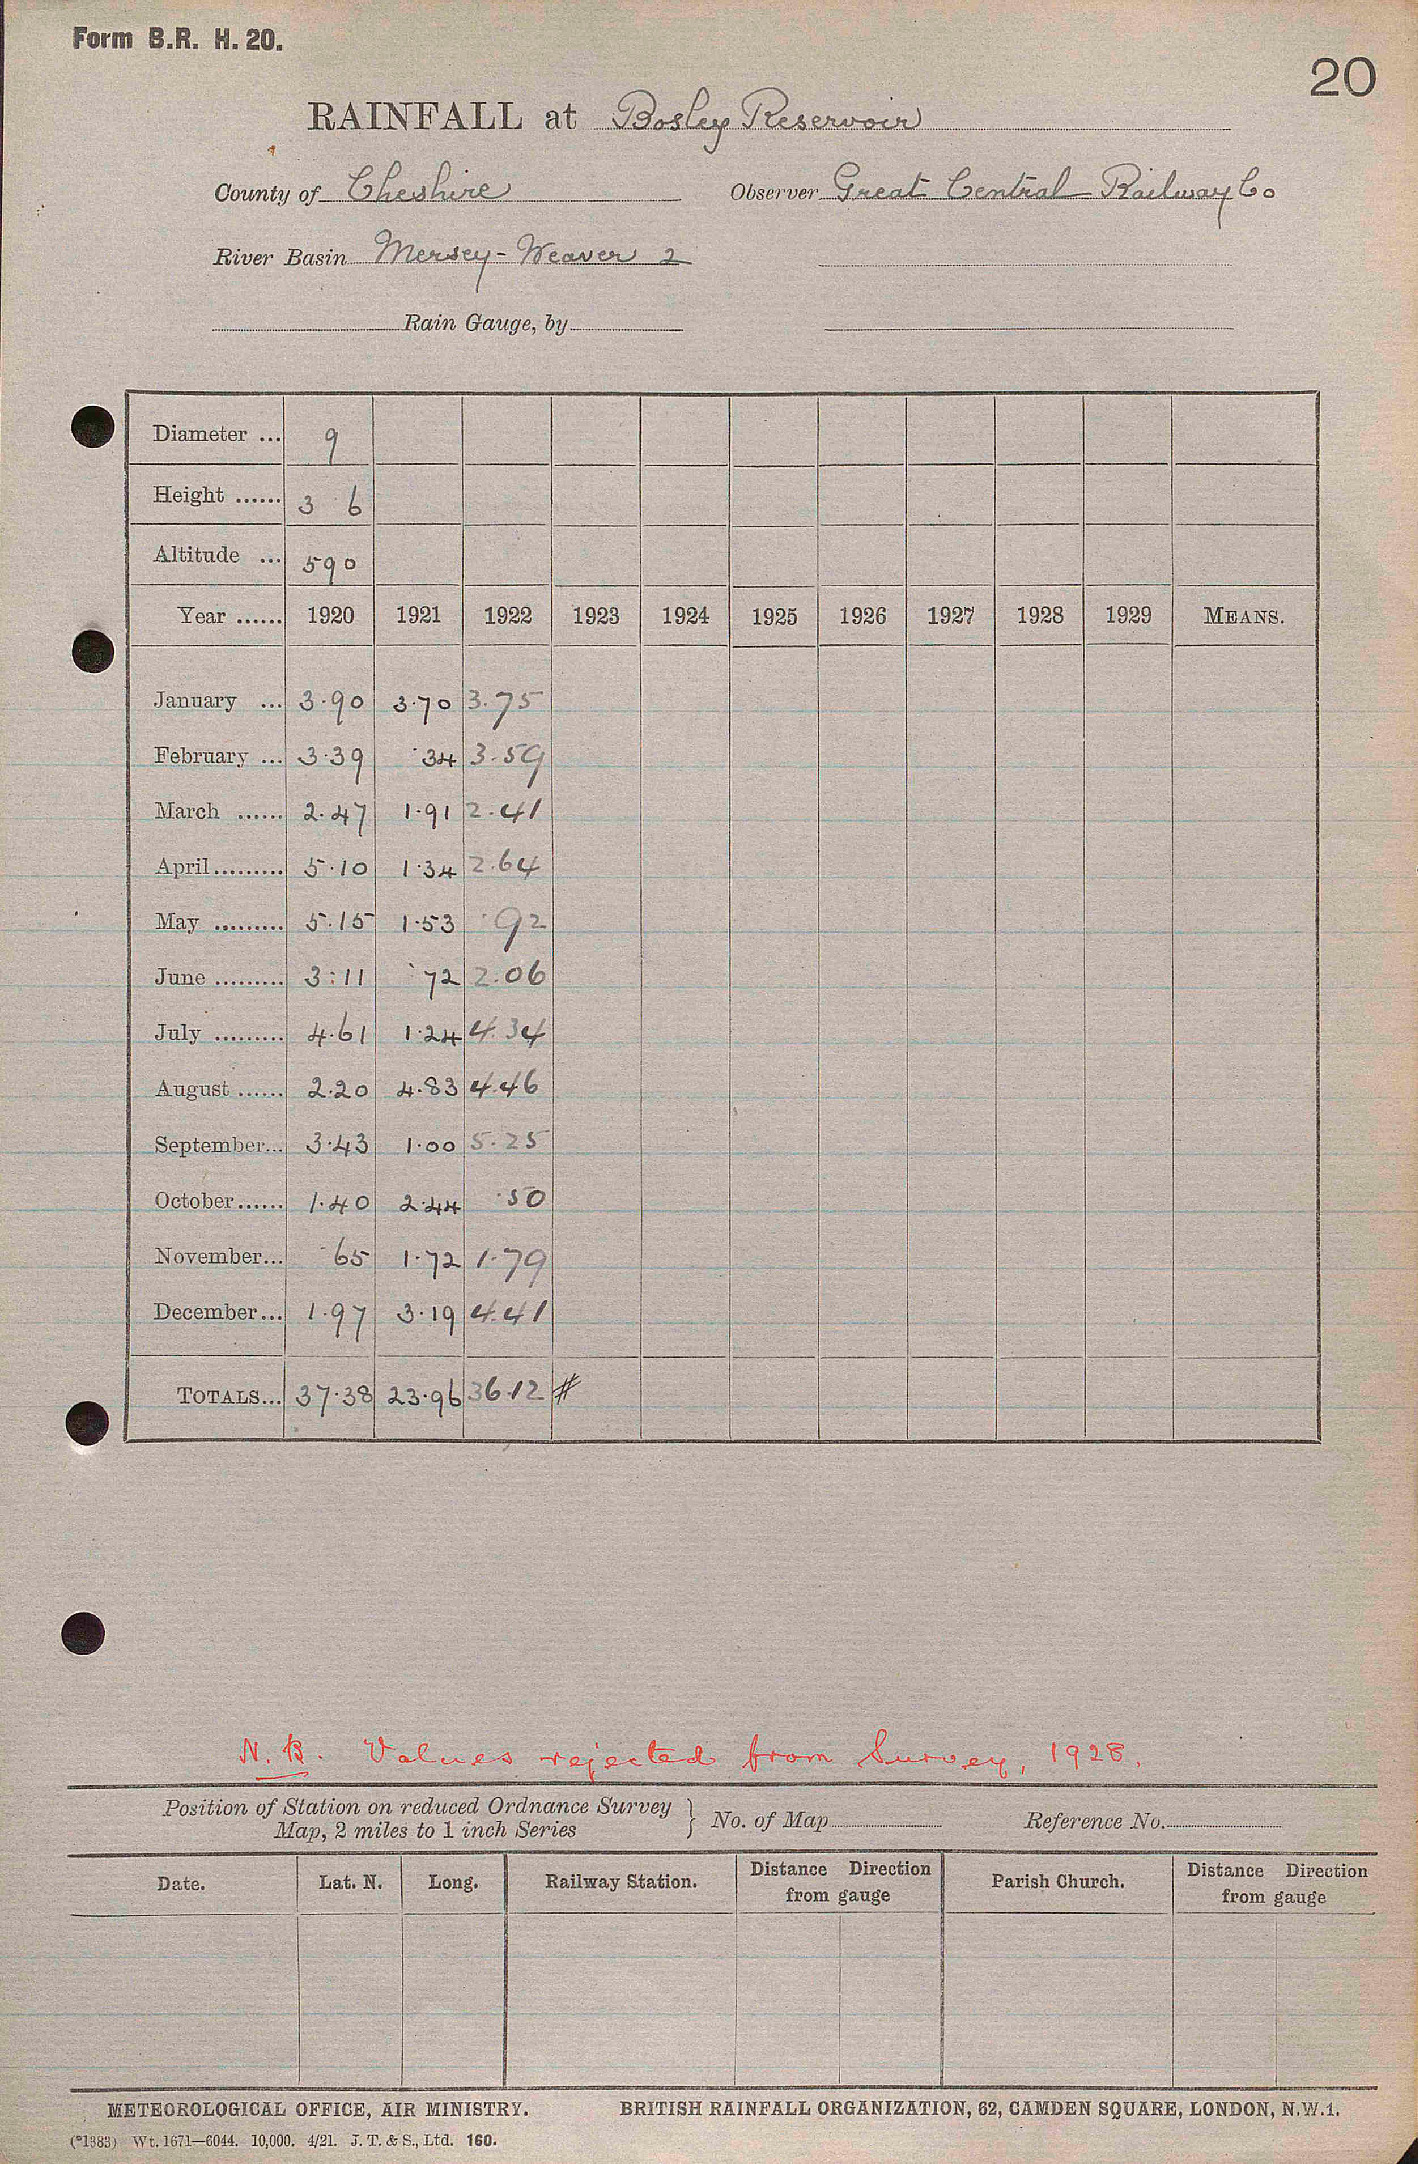 Form B.R. H. 20.
20
RAINFALL at Bosley Reservoir
County of Cheshire Observer Great Central Railway Co
River Basin Mersey - Weaver 2
Rain Gauge, by
Diameter ... 9
Height ...... 3 6
Altitude ... 590
Year ...... 1920 1921 1922 1923 1924 1925 1926 1927 1928 1929 MEANS.
January ... 3·90 3·70 3.75
February ... 3·39 ·34 3.59
March ...... 2.47 1·91 2.41
April ......... 5·10 1·34 2.64
May ......... 5.15 1·53 ·92
June ......... 3:11 ·72 2.06
July ......... 4.61 1·24 4.34
August ...... 2.20 4.83 4.46
September... 3·43 1·00 5.25
October...... 1.40 2·44 ·50
November... ·65 1·72 1.79
December... 1·97 3·19 4.41
TOTALS... 37·38 23·96 36.12 #
N.B. Values rejected from Survey, 1928.
Position of Station on reduced Ordnance Survey } No. of Map Reference No.
Map, 2 miles to 1 inch Series
Date. Lat. N. Long. Railway Station. Distance Direction Parish Church. Distance Direction
from gauge from gauge
METEOROLOGICAL OFFICE, AIR MINISTRY. BRITISH RAINFALL ORGANIZATION, 62, CAMDEN SQUARE, LONDON, N.W.1.
(*1383) Wt. 1671—6044. 10,000. 4/21. J. T. & S., Ltd. 160.